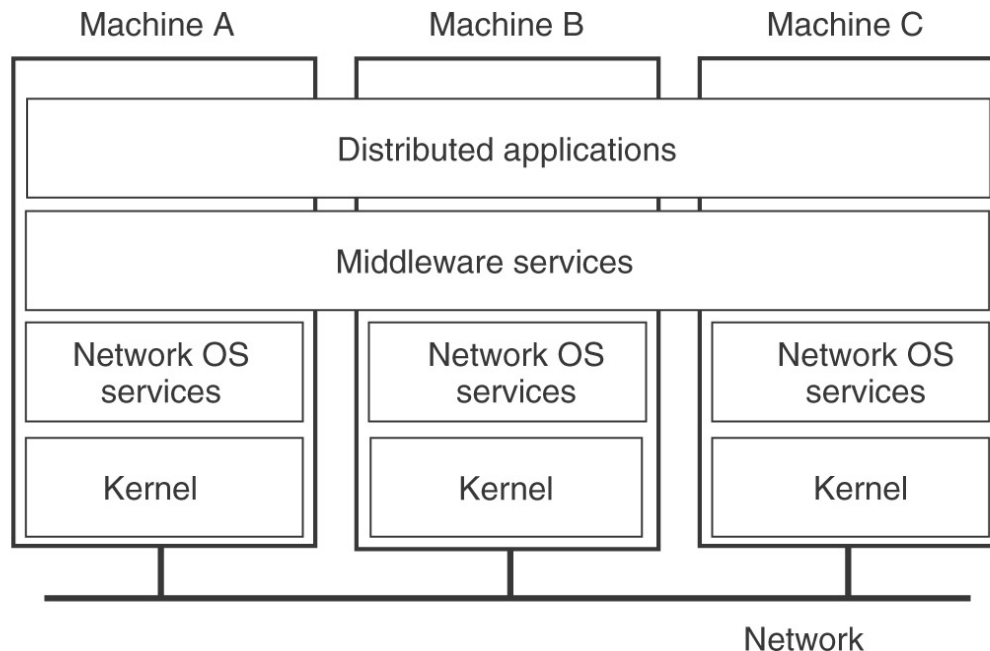 Machine A
Machine B
Machine C
Distributed applications
Middleware services
Network OS
services
Network OS
services
Network OS
services
Kernel
Kernel
Kernel
Network